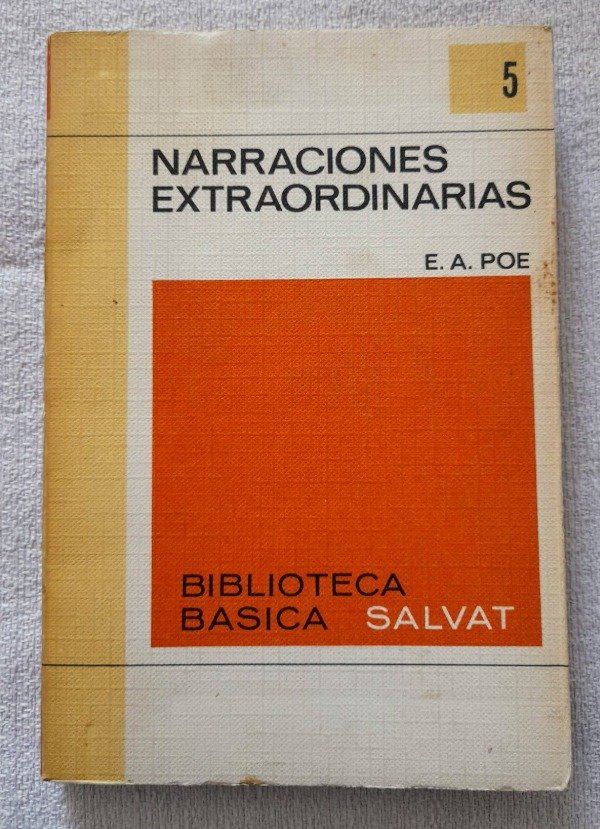 5
NARRACIONES
EXTRAORDINARIAS
E. A. POE
BIBLIOTECA
BASICA SALVAT